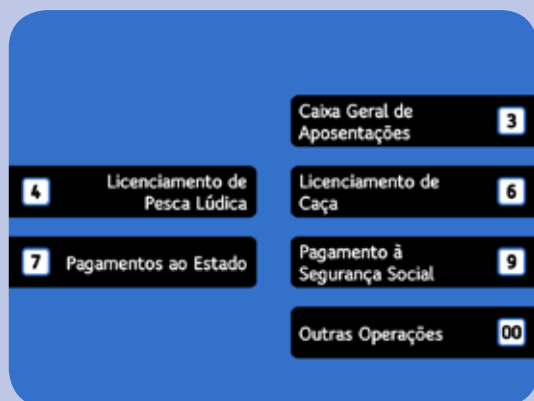 Caixa Geral de
Aposentações
3
4
Licenciamento de
Pesca Lúdica
Licenciamento de
Caça
6
7
Pagamentos ao Estado
Pagamento à
Segurança Social
9
Outras Operações
00